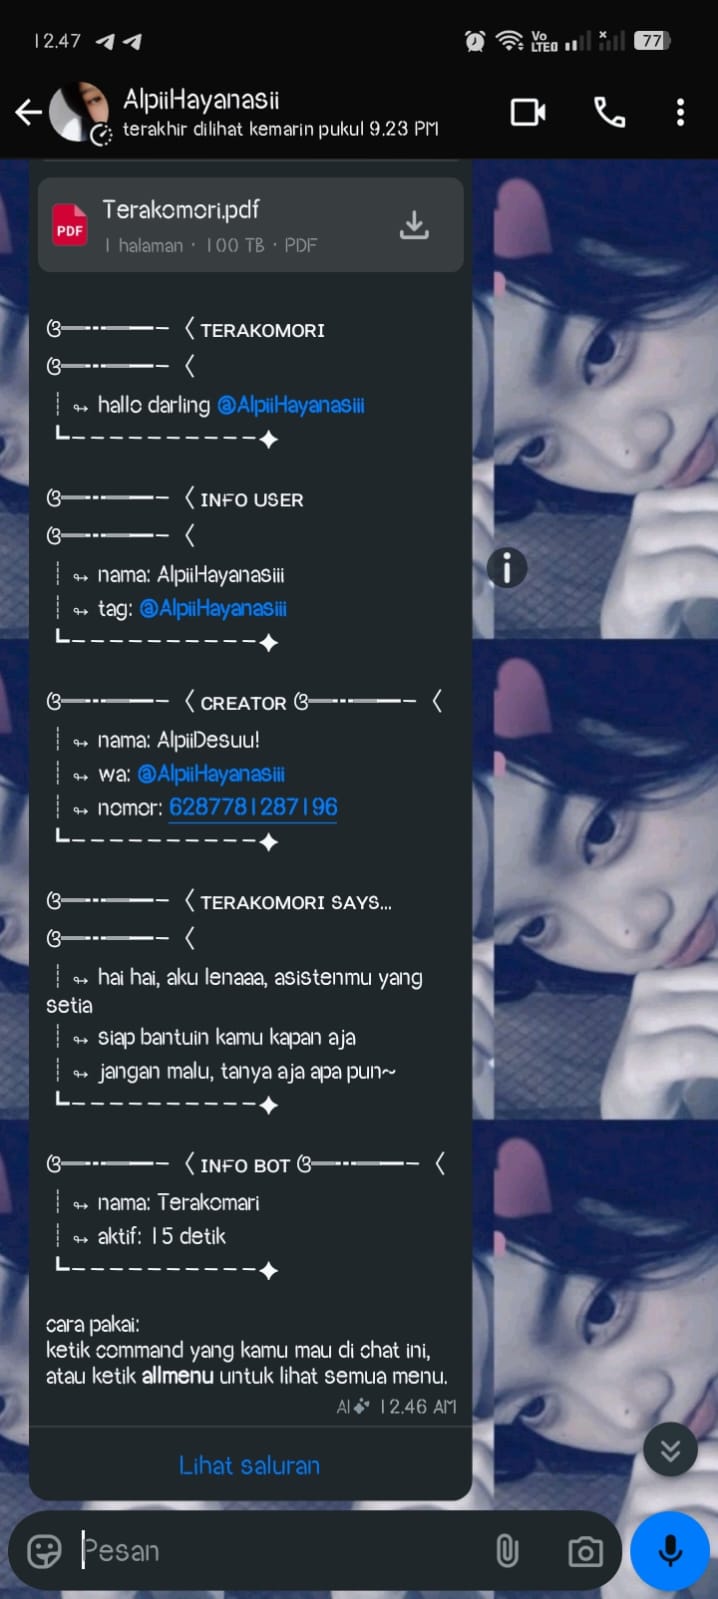 12.47
Vo
LTE
77
AlpiiHayanasii
terakhir dilihat kemarin pukul 9.23 PM
PDF
Terakomori.pdf
1 halaman · 100 TB · PDF
〈 TERAKOMORI
〈
hallo darling @AlpiiHayanasiii
〈 INFO USER
〈
nama: AlpiiHayanasiii
tag: @AlpiiHayanasiii
〈 CREATOR 〈
nama: AlpiiDesuu!
wa: @AlpiiHayanasiii
nomor: 6287781287196
〈 TERAKOMORI SAYS...
〈
hai hai, aku lenaaa, asistenmu yang
setia
siap bantuin kamu kapan aja
jangan malu, tanya aja apa pun~
〈 INFO BOT 〈
nama: Terakomari
aktif: 15 detik
cara pakai:
ketik command yang kamu mau di chat ini,
atau ketik allmenu untuk lihat semua menu.
AI 12.46 AM
Lihat saluran
Pesan